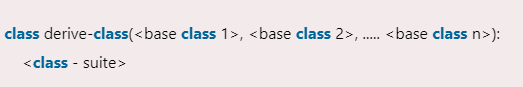 class derive-class(<base class 1>, <base class 2>, ..... <base class n>):
<class - suite>